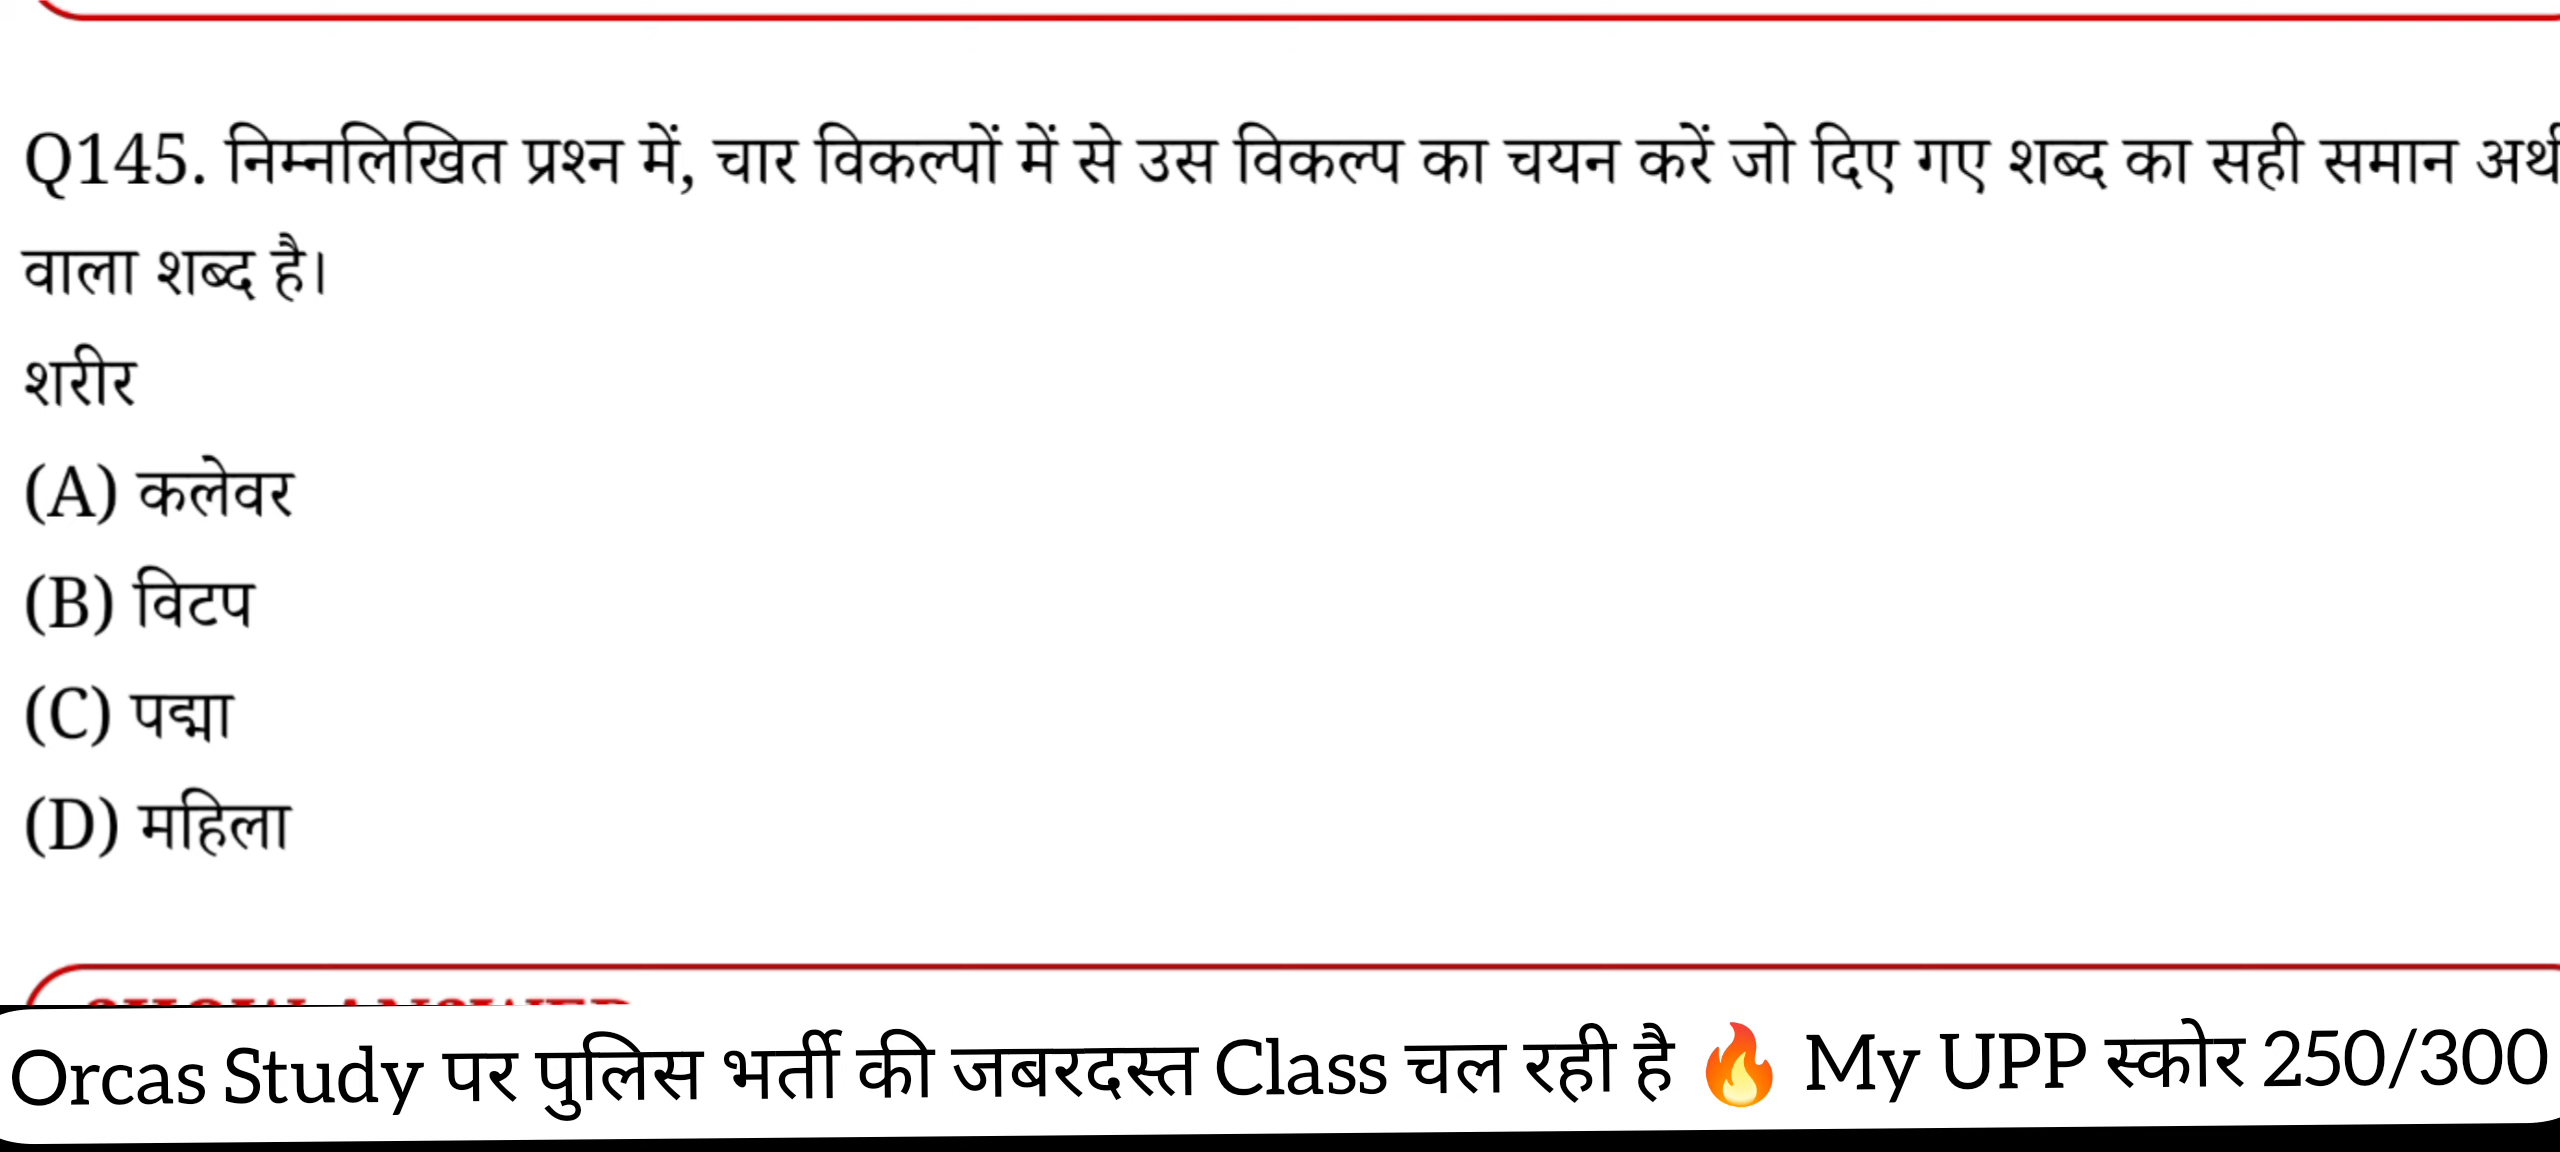 Q145. निम्नलिखित प्रश्न में, चार विकल्पों में से उस विकल्प का चयन करें जो दिए गए शब्द का सही समान अर्थ
वाला शब्द है।
शरीर
(A) कलेवर
(B) विटप
(C) पद्मा
(D) महिला
Orcas Study पर पुलिस भर्ती की जबरदस्त Class चल रही है 🔥 My UPP स्कोर 250/300